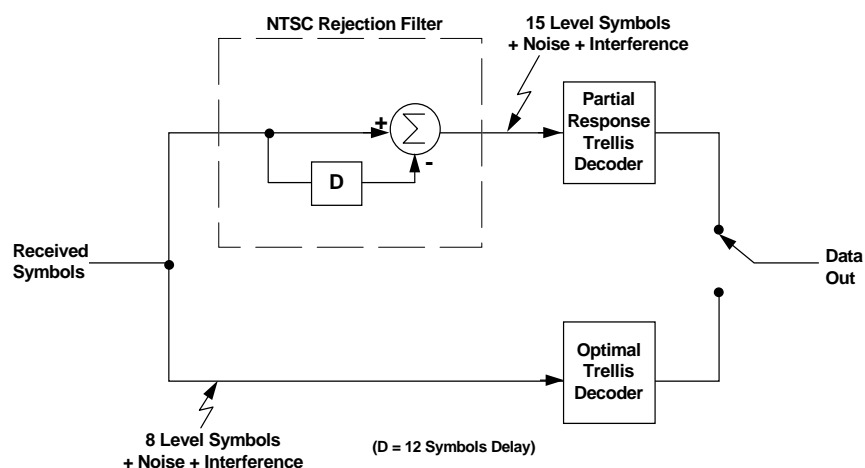 NTSC Rejection Filter
15 Level Symbols
+ Noise + Interference
+
Σ
-
D
Partial
Response
Trellis
Decoder
Received
Symbols
Data
Out
Optimal
Trellis
Decoder
8 Level Symbols
+ Noise + Interference
(D = 12 Symbols Delay)